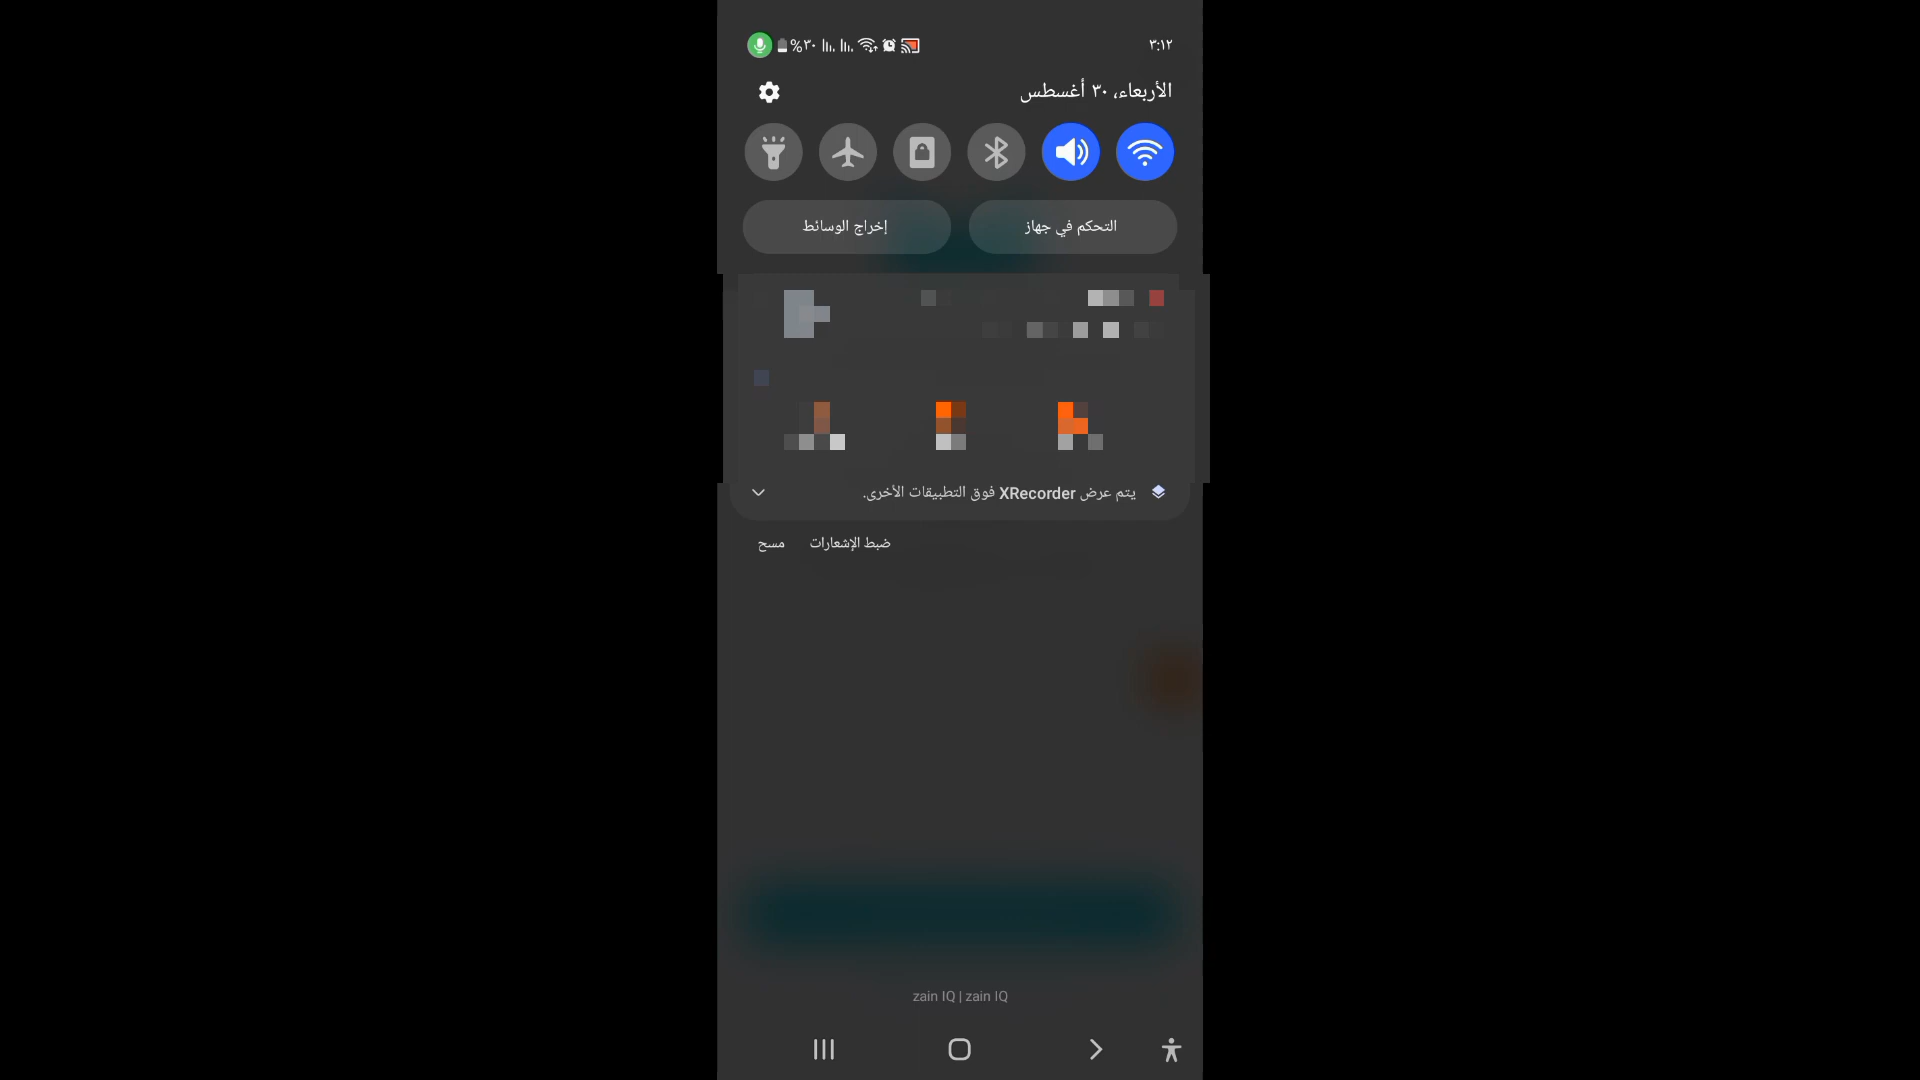 ٣:١٢ %٣٠
الأربعاء، ٣٠ أغسطس
التحكم في جهاز
إخراج الوسائط
يتم عرض XRecorder فوق التطبيقات الأخرى.
ضبط الإشعارات
مسح
zain IQ | zain IQ